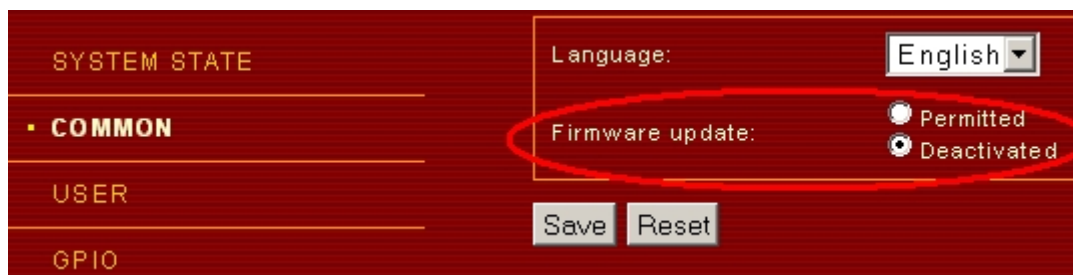 SYSTEM STATE
COMMON
USER
GPIO
Language:
English
Firmware update:
Permitted
Deactivated
Save
Reset